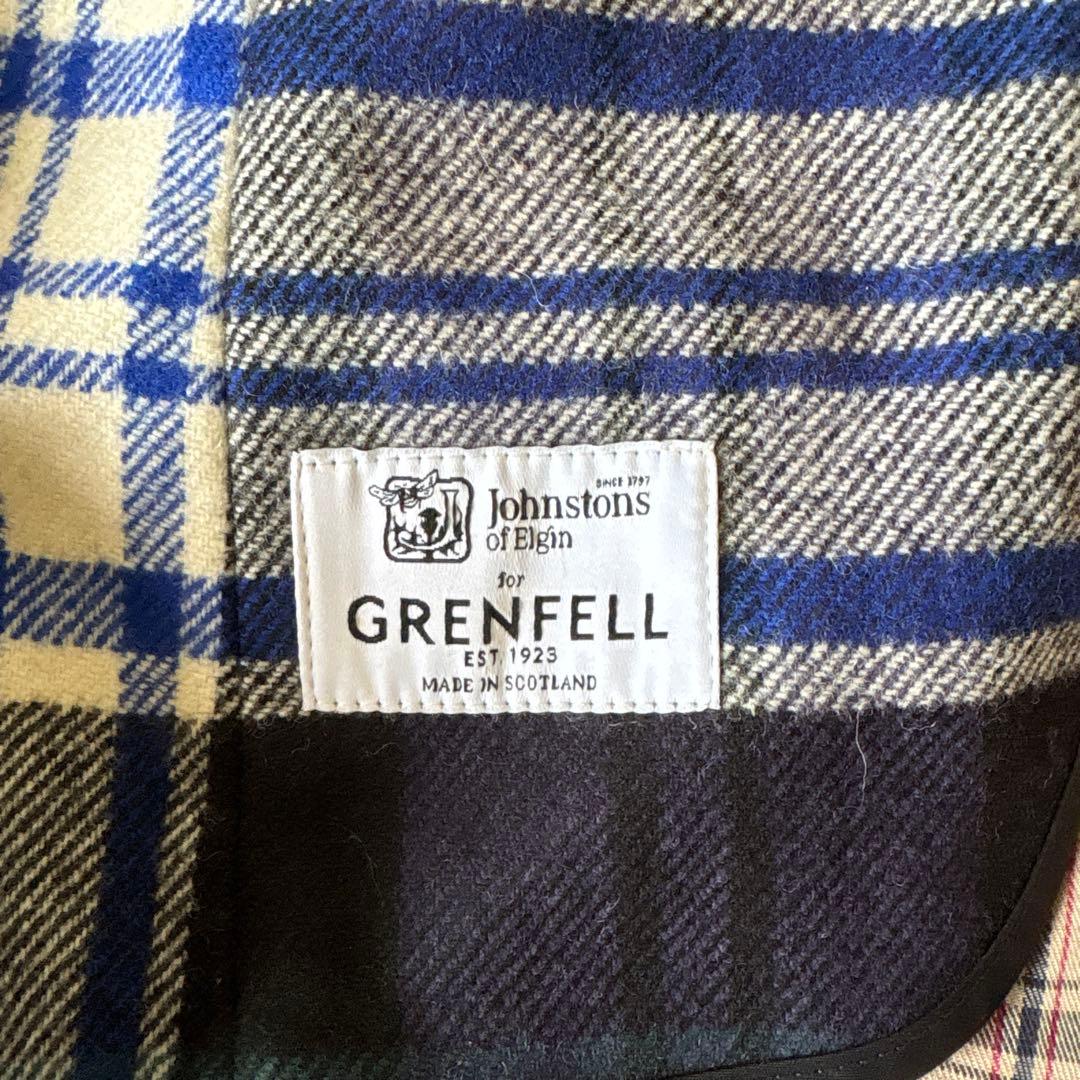 SINCE 1797
Johnstons
of Elgin
for
GRENFELL
EST. 1923
MADE IN SCOTLAND